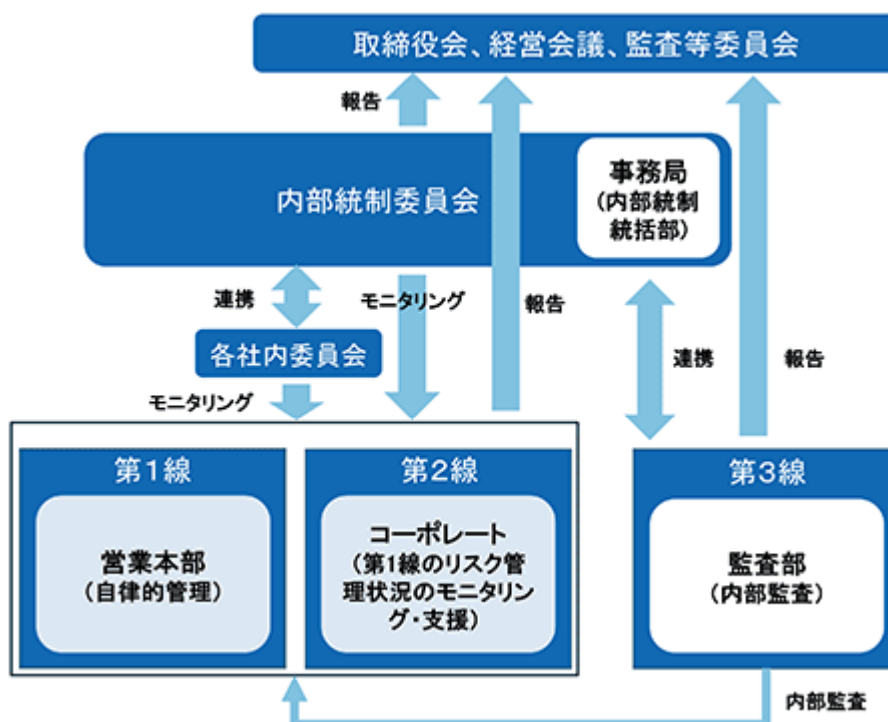 取締役会、経営会議、監査等委員会
報告
内部統制委員会
事務局
(内部統制
統括部)
連携
モニタリング
報告
各社内委員会
連携
報告
モニタリング
第1線
第2線
第3線
営業本部
(自律的管理)
コーポレート
(第1線のリスク管
理状況のモニタリン
グ・支援)
監査部
(内部監査)
内部監査